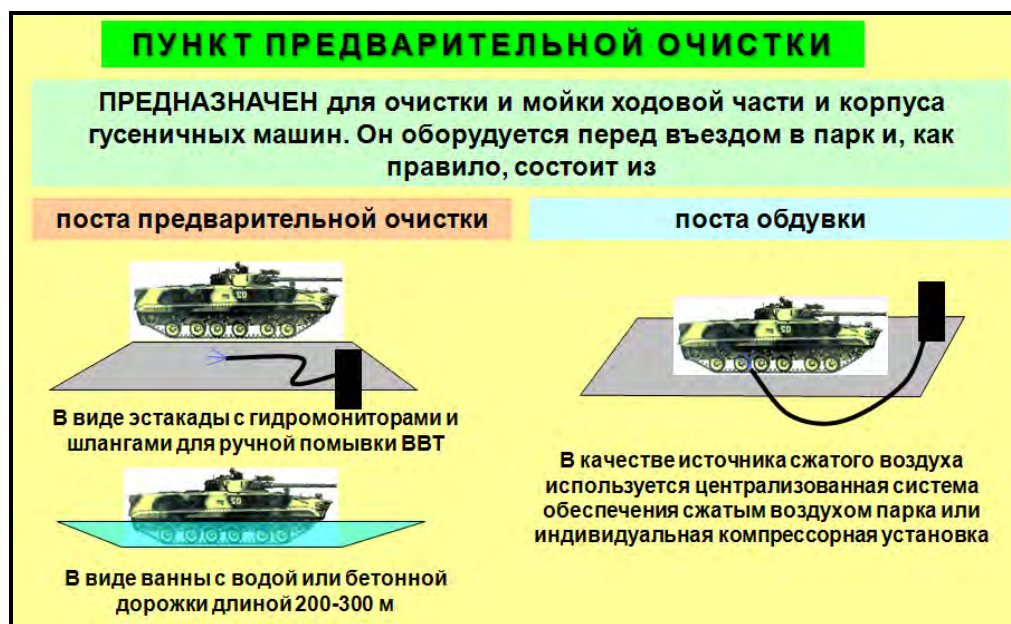 ПУНКТ ПРЕДВАРИТЕЛЬНОЙ ОЧИСТКИ
ПРЕДНАЗНАЧЕН для очистки и мойки ходовой части и корпуса
гусеничных машин. Он оборудуется перед въездом в парк и, как
правило, состоит из
поста предварительной очистки
В виде эстакады с гидромониторами и
шлангами для ручной помывки ВВТ
В виде ванны с водой или бетонной
дорожки длиной 200-300 м
поста обдувки
В качестве источника сжатого воздуха
используется централизованная система
обеспечения сжатым воздухом парка или
индивидуальная компрессорная установка